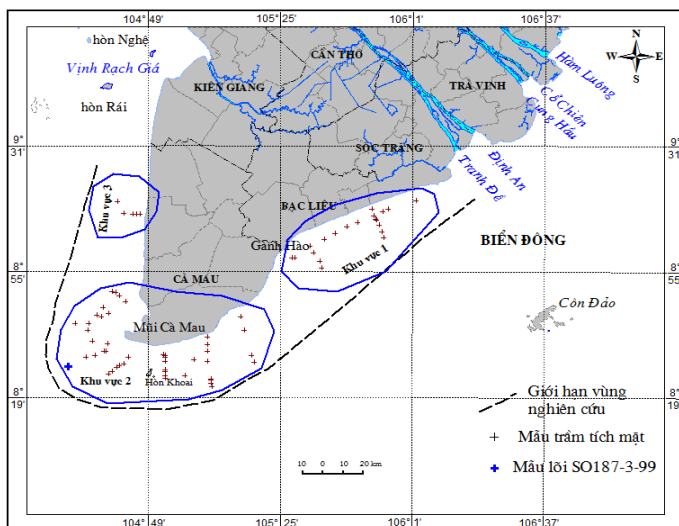 104°49
105°25
106°1
106°37
hòn Nghệ
Vịnh Rạch Giá
hòn Rái
CẦN THƠ
KIÊN GIANG
TRÀ VINH
Hàm Luông
Cổ Chiên
Cung Hầu
N
W
E
S
9°
31
9°
31
SÓC TRĂNG
Định An
Tranh Đề
Khu vực 3
BẠC LIÊU
Gành Hào
Khu vực 1
BIỂN ĐÔNG
8°
55
8°
55
CÀ MAU
Côn Đảo
Mũi Cà Mau
Khu vực 2
Hòn Khoai
8°
19'
8°
19'
Giới hạn vùng
nghiên cứu
Mẫu trầm tích mặt
Mẫu lõi SO187-3-99
10 0 10 20 km
104°49
105°25
106°1
106°37